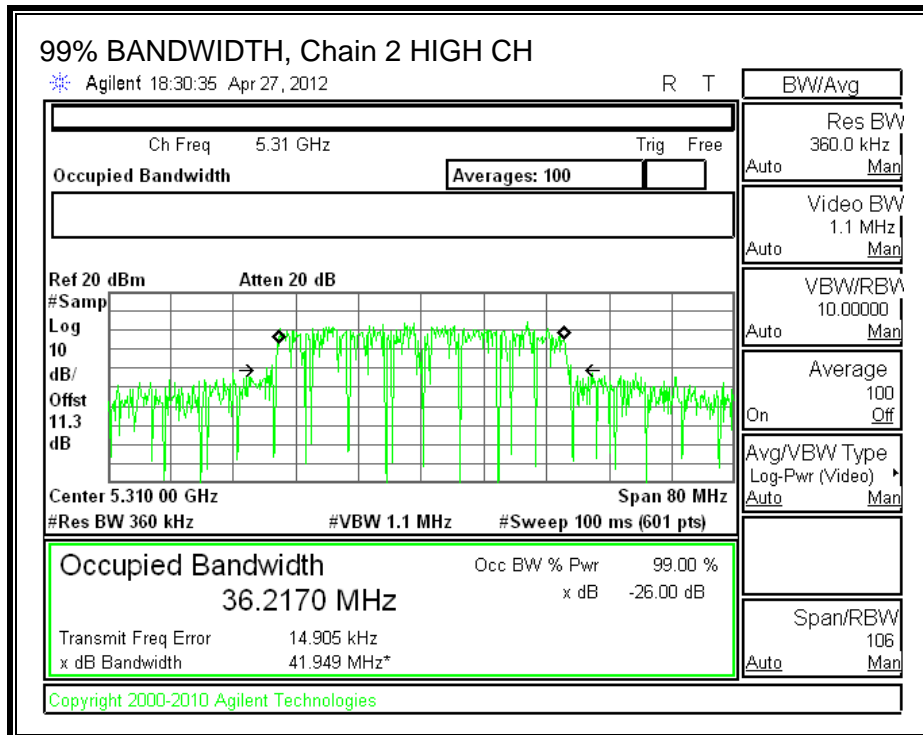 99% BANDWIDTH, Chain 2 HIGH CH
Agilent 18:30:35 Apr 27, 2012 R T
Ch Freq 5.31 GHz Trig Free
Occupied Bandwidth Averages: 100
Ref 20 dBm Atten 20 dB
#Samp
Log
10
dB/
Offst
11.3
dB
Center 5.310 00 GHz Span 80 MHz
#Res BW 360 kHz #VBW 1.1 MHz #Sweep 100 ms (601 pts)
Occupied Bandwidth Occ BW % Pwr 99.00 %
36.2170 MHz x dB -26.00 dB
Transmit Freq Error 14.905 kHz
x dB Bandwidth 41.949 MHz*
Copyright 2000-2010 Agilent Technologies
BW/Avg
Res BW
360.0 kHz
Auto Man
Video BW
1.1 MHz
Auto Man
VBW/RBW
10.00000
Auto Man
Average
100
On Off
Avg/VBW Type
Log-Pwr (Video)
Auto Man
Span/RBW
106
Auto Man